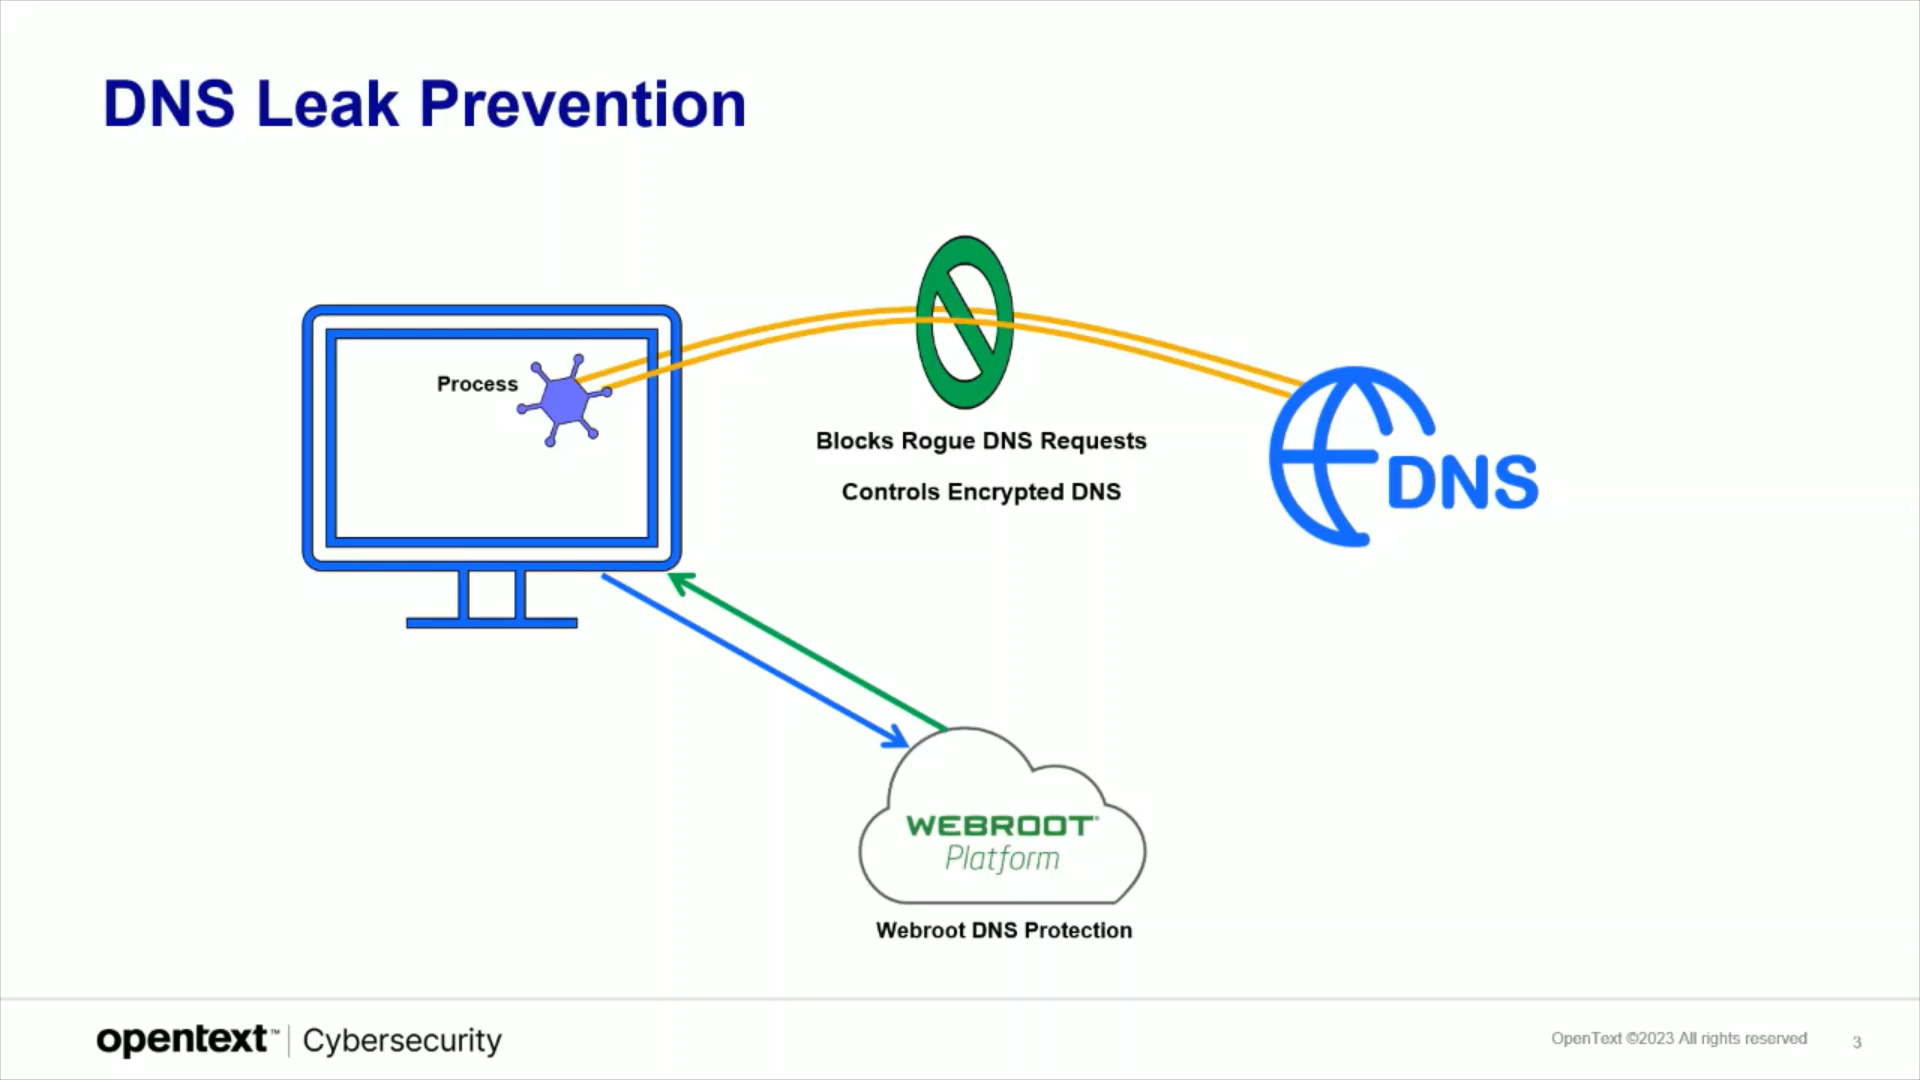 DNS Leak Prevention
Process
Blocks Rogue DNS Requests
Controls Encrypted DNS
DNS
WEBROOT®
Platform
Webroot DNS Protection
opentext™ | Cybersecurity
OpenText ©2023 All rights reserved
3